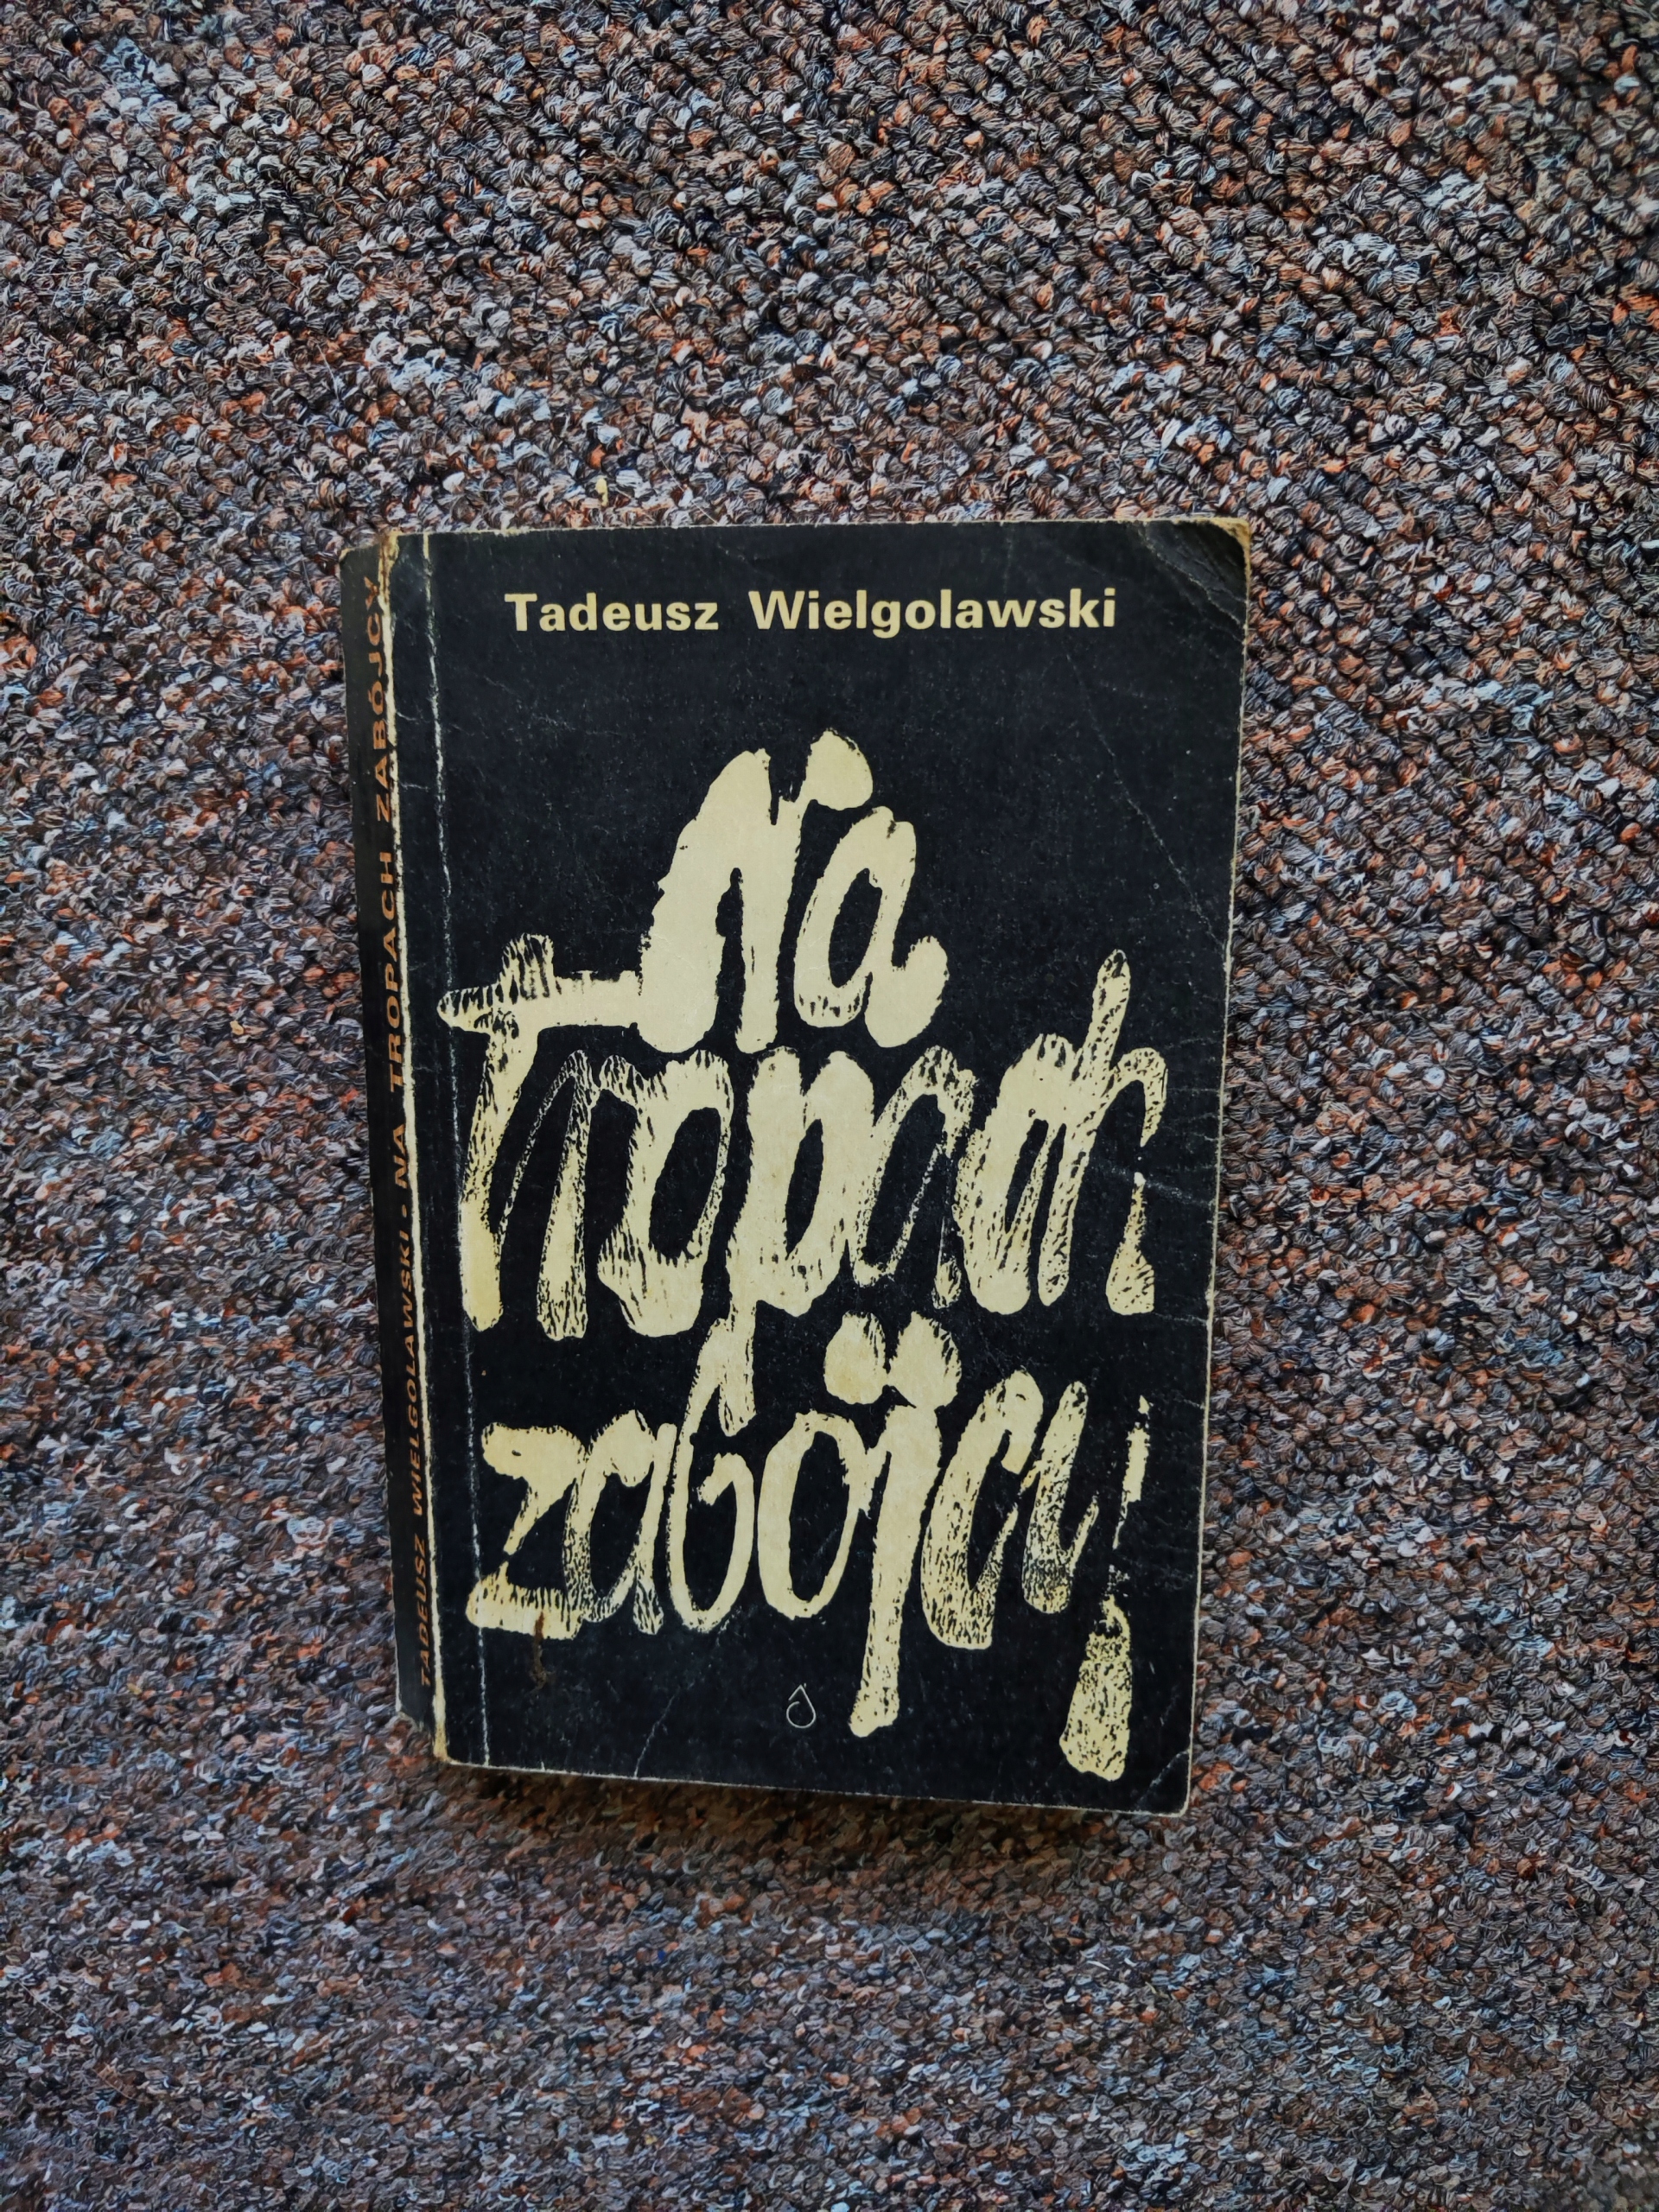 Tadeusz Wielgolawski
Na
tropach
zabójcy
TADEUSZ WIELGOLAWSKI • NA TROPACH ZABÓJCY